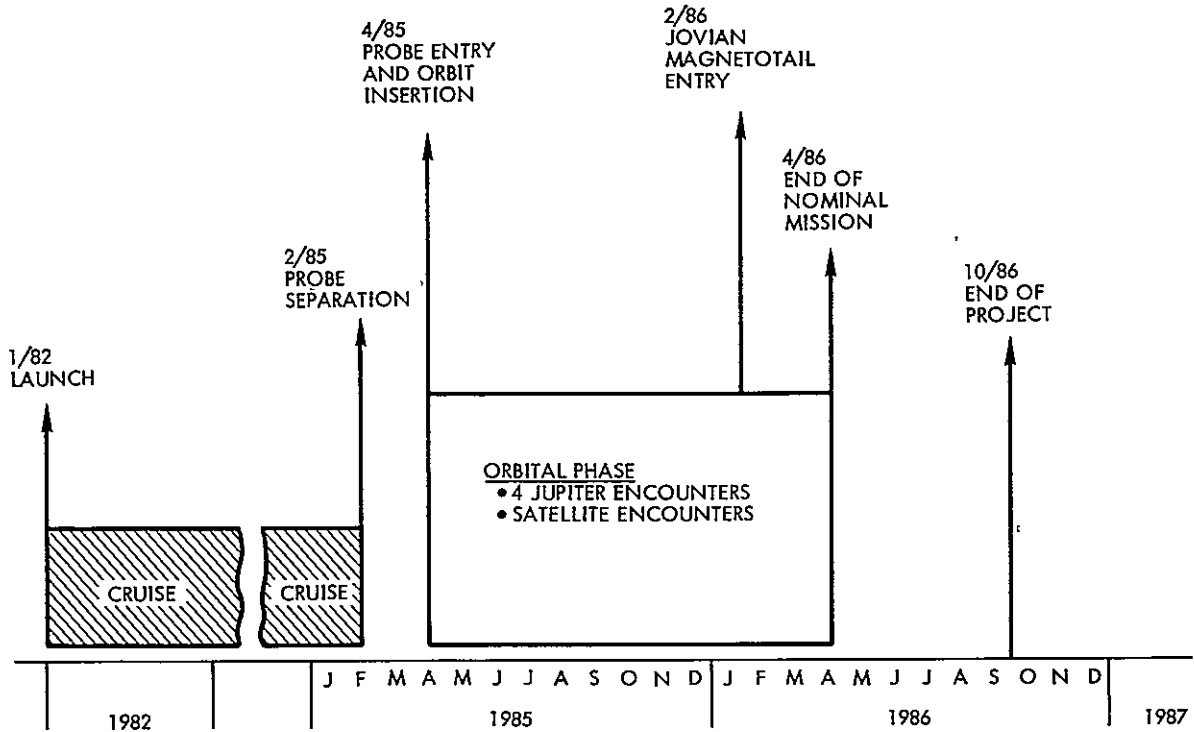 4/85
PROBE ENTRY
AND ORBIT
INSERTION
2/86
JOVIAN
MAGNETOTAIL
ENTRY
4/86
END OF
NOMINAL
MISSION
2/85
PROBE
SEPARATION
10/86
END OF
PROJECT
1/82
LAUNCH
ORBITAL PHASE
• 4 JUPITER ENCOUNTERS
• SATELLITE ENCOUNTERS
CRUISE
CRUISE
J F M A M J J A S O N D J F M A M J J A S O N D
1982 1985 1986 1987